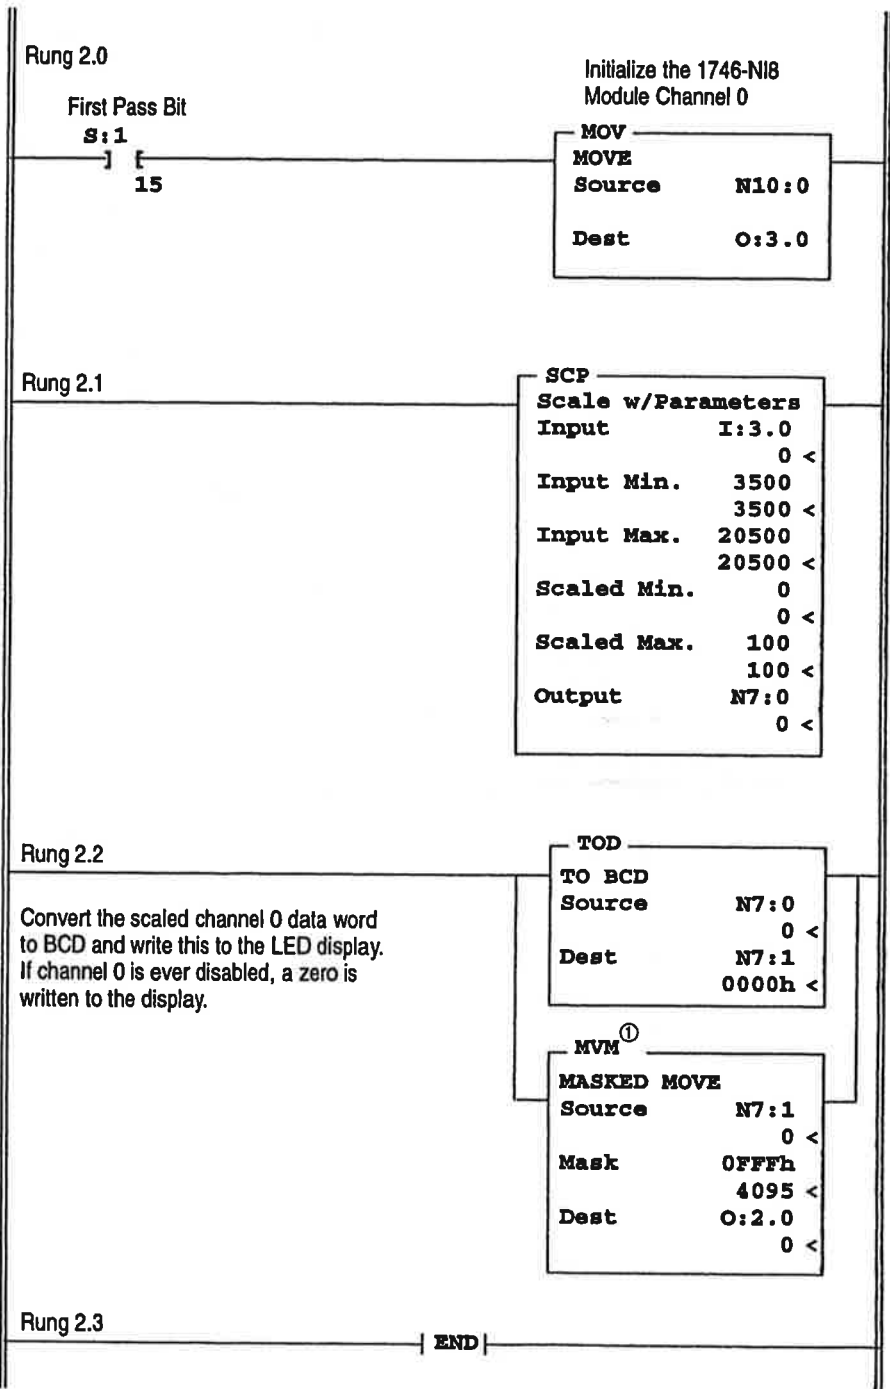 Rung 2.0
Initialize the 1746-NI8
Module Channel 0
First Pass Bit
S:1
] [
15
MOV
MOVE
Source N10:0
Dest O:3.0
Rung 2.1
SCP
Scale w/Parameters
Input I:3.0
0 <
Input Min. 3500
3500 <
Input Max. 20500
20500 <
Scaled Min. 0
0 <
Scaled Max. 100
100 <
Output N7:0
0 <
Rung 2.2
Convert the scaled channel 0 data word
to BCD and write this to the LED display.
If channel 0 is ever disabled, a zero is
written to the display.
TOD
TO BCD
Source N7:0
0 <
Dest N7:1
0000h <
MVM①
MASKED MOVE
Source N7:1
0 <
Mask 0FFFh
4095 <
Dest O:2.0
0 <
Rung 2.3
END